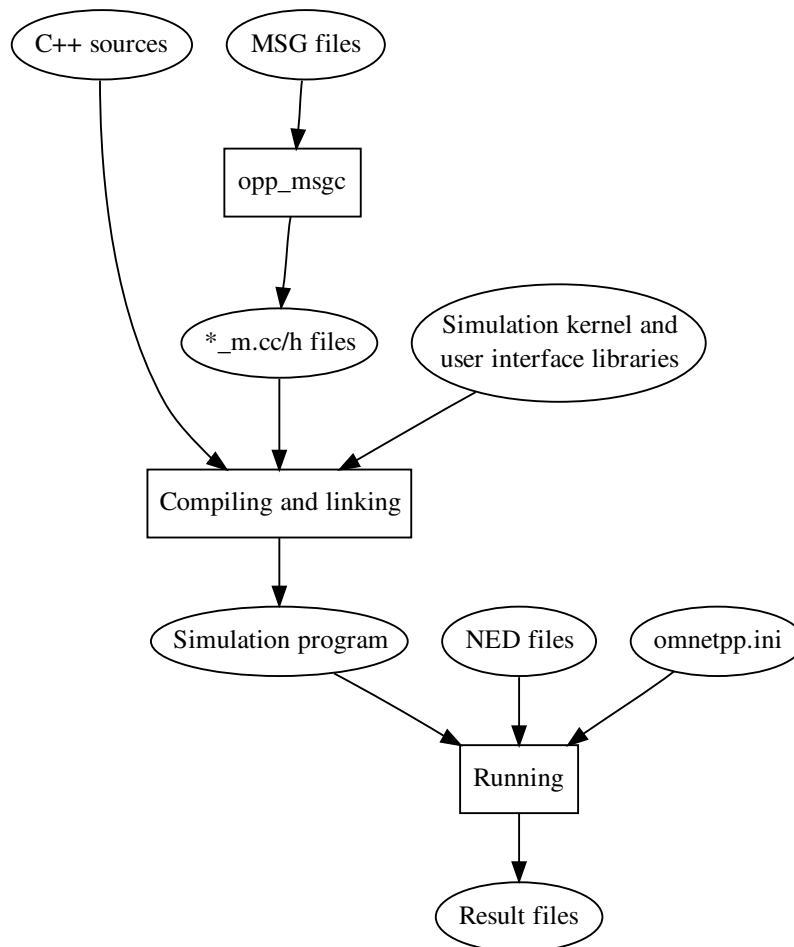 C++ sources
MSG files
opp_msgc
*_m.cc/h files
Simulation kernel and
user interface libraries
Compiling and linking
Simulation program
NED files
omnetpp.ini
Running
Result files